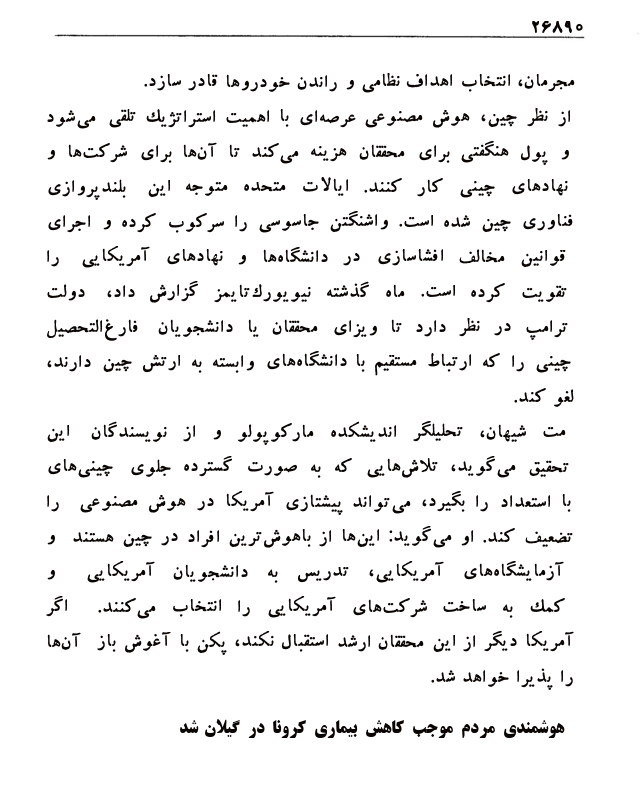 ۲۶۸۹۰
مجرمان، انتخاب اهداف نظامی و راندن خودروها قادر سازد.
از نظر چین، هوش مصنوعی عرصه‌ای با اهمیت استراتژیك تلقی می‌شود
و پول هنگفتی برای محققان هزینه می‌کند تا آن‌ها برای شرکت‌ها و
نهادهای چینی کار کنند. ایالات متحده متوجه این بلندپروازی
فناوری چین شده است. واشنگتن جاسوسی را سرکوب کرده و اجرای
قوانین مخالف افشاسازی در دانشگاه‌ها و نهادهای آمریکایی را
تقویت کرده است. ماه گذشته نیویورك‌تایمز گزارش داد، دولت
ترامپ در نظر دارد تا ویزای محققان یا دانشجویان فارغ‌التحصیل
چینی را که ارتباط مستقیم با دانشگاه‌های وابسته به ارتش چین دارند،
لغو کند.
مت شیهان، تحلیلگر اندیشکده مارکوپولو و از نویسندگان این
تحقیق می‌گوید، تلاش‌هایی که به صورت گسترده جلوی چینی‌های
با استعداد را بگیرد، می‌تواند پیشتازی آمریکا در هوش مصنوعی را
تضعیف کند. او می‌گوید: این‌ها از باهوش‌ترین افراد در چین هستند و
آزمایشگاه‌های آمریکایی، تدریس به دانشجویان آمریکایی و
کمك به ساخت شرکت‌های آمریکایی را انتخاب می‌کنند. اگر
آمریکا دیگر از این محققان ارشد استقبال نکند، پکن با آغوش باز آن‌ها
را پذیرا خواهد شد.
هوشمندی مردم موجب کاهش بیماری کرونا در گیلان شد